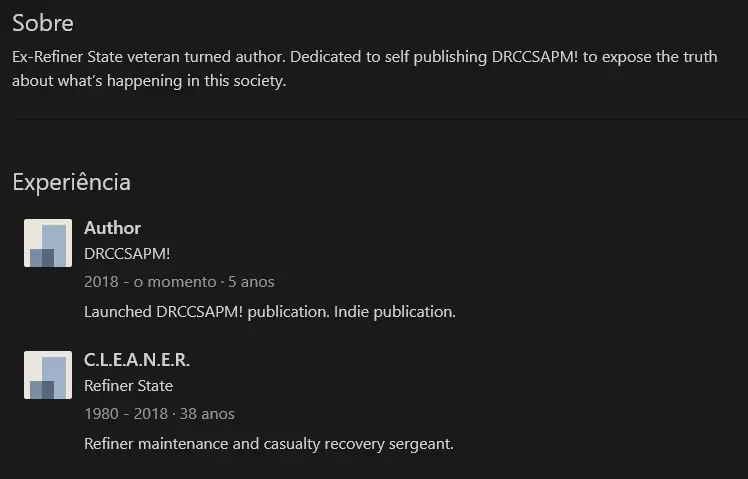 Sobre
Ex-Refiner State veteran turned author. Dedicated to self publishing DRCCSAPM! to expose the truth
about what’s happening in this society.
Experiência
Author
DRCCSAPM!
2018 - o momento · 5 anos
Launched DRCCSAPM! publication. Indie publication.
C.L.E.A.N.E.R.
Refiner State
1980 - 2018 · 38 anos
Refiner maintenance and casualty recovery sergeant.